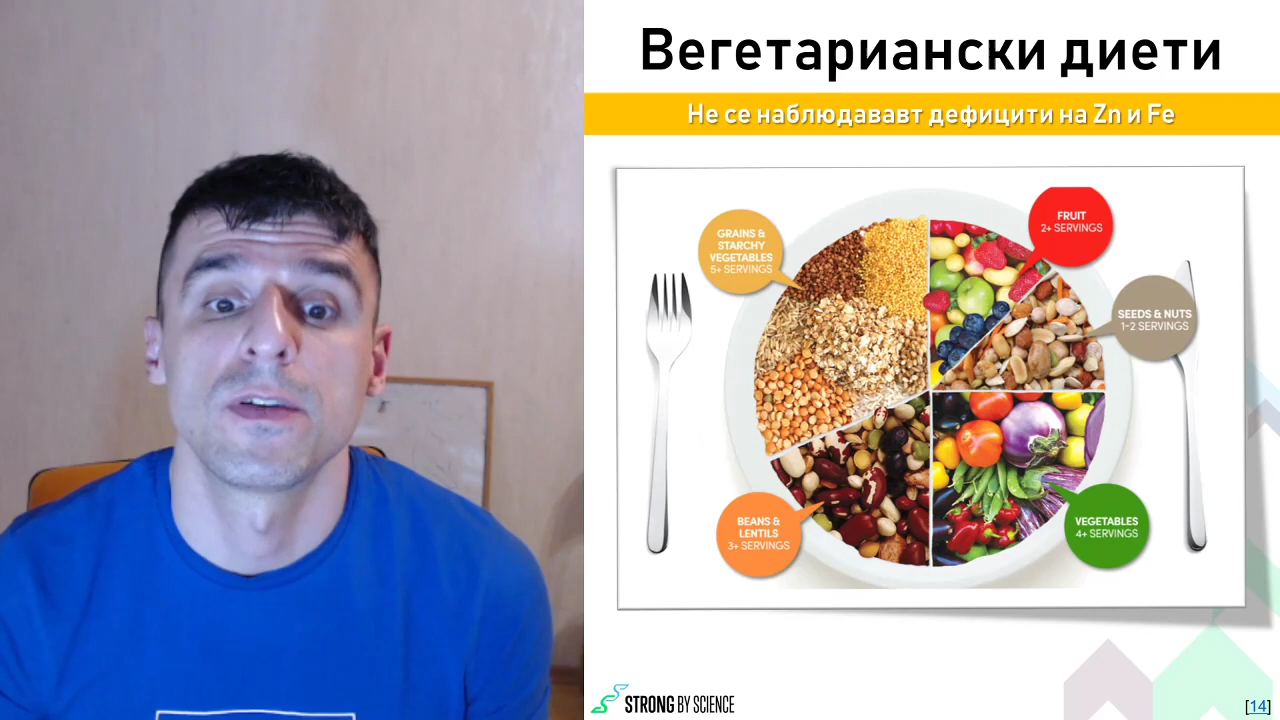 Вегетариански диети
Не се наблюдававт дефицити на Zn и Fe
GRAINS &
STARCHY
VEGETABLES
5+ SERVINGS
FRUIT
2+ SERVINGS
SEEDS & NUTS
1-2 SERVINGS
BEANS &
LENTILS
3+ SERVINGS
VEGETABLES
4+ SERVINGS
STRONG BY SCIENCE
[14]